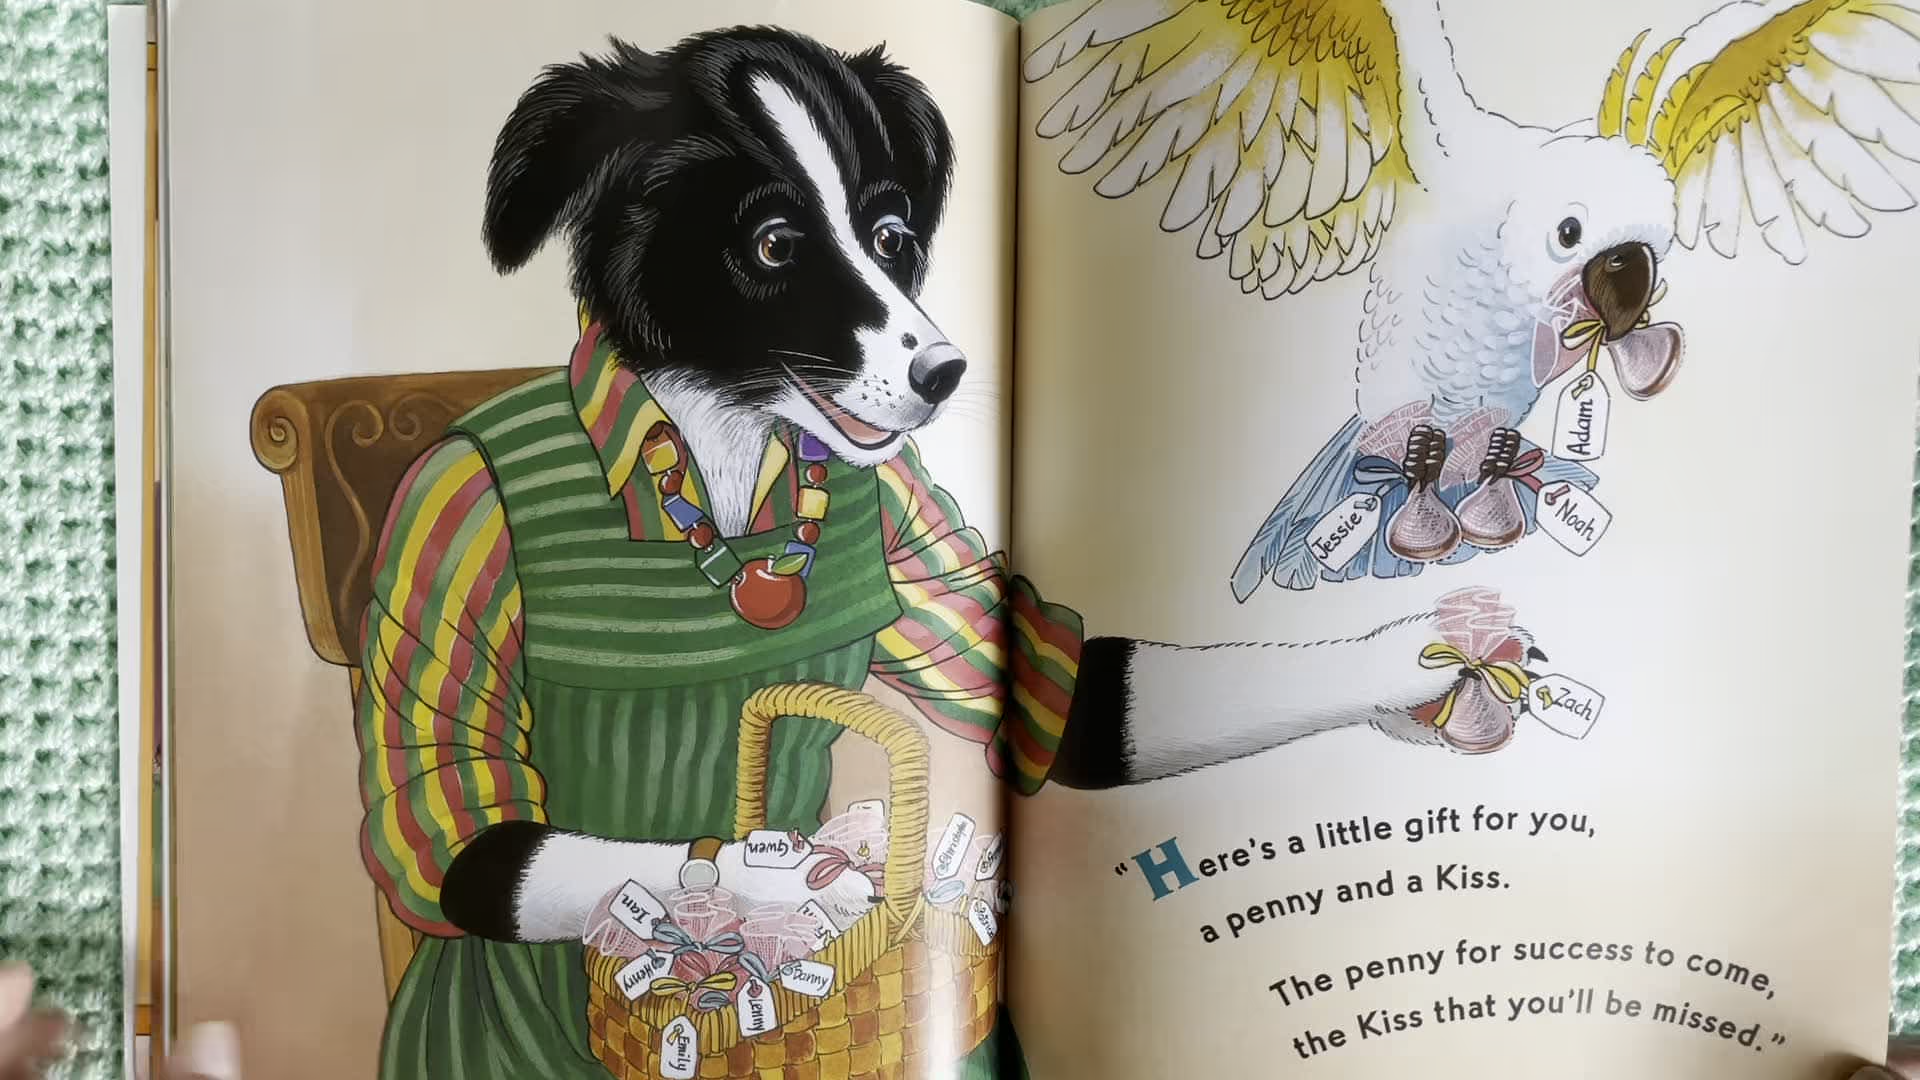 Adam
Jessie
Noah
Zach
Gwen
Ian
Henry
Danny
Lenny
Emily
"Here's a little gift for you,
a penny and a Kiss.
The penny for success to come,
the Kiss that you'll be missed."